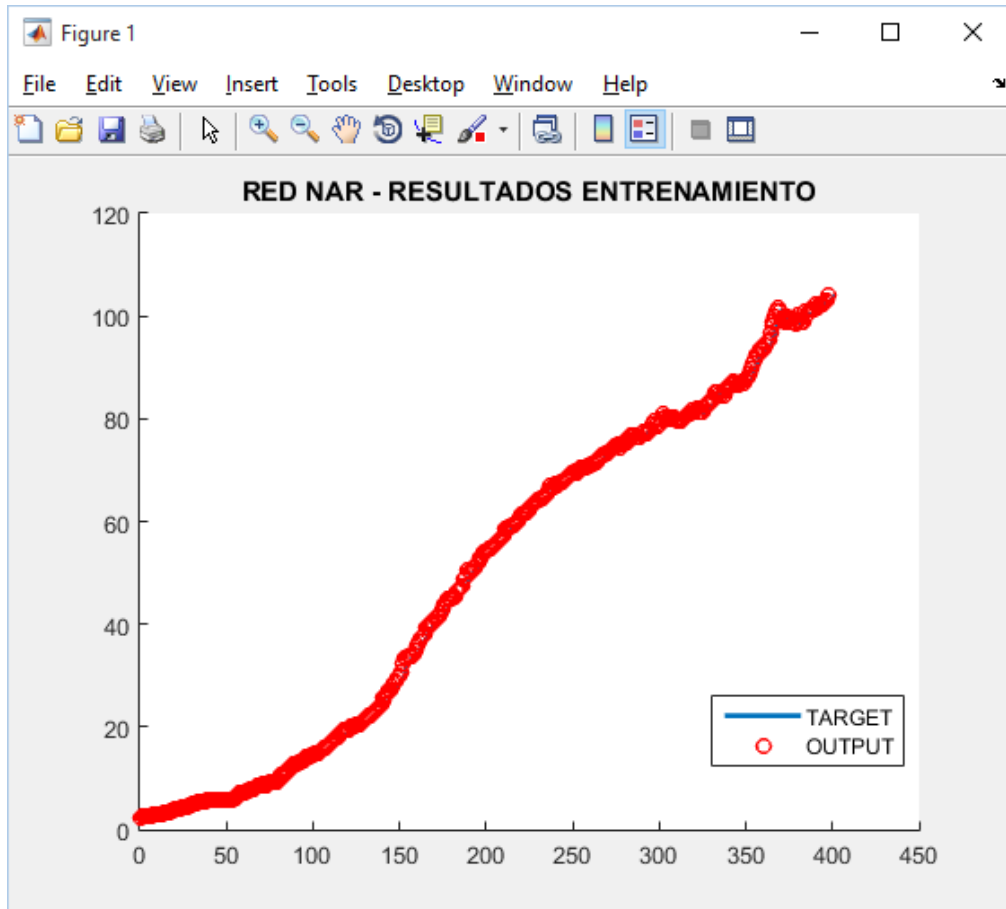 Figure 1
File Edit View Insert Tools Desktop Window Help
RED NAR - RESULTADOS ENTRENAMIENTO
120
100
80
60
40
20
0
0 50 100 150 200 250 300 350 400 450
TARGET
OUTPUT